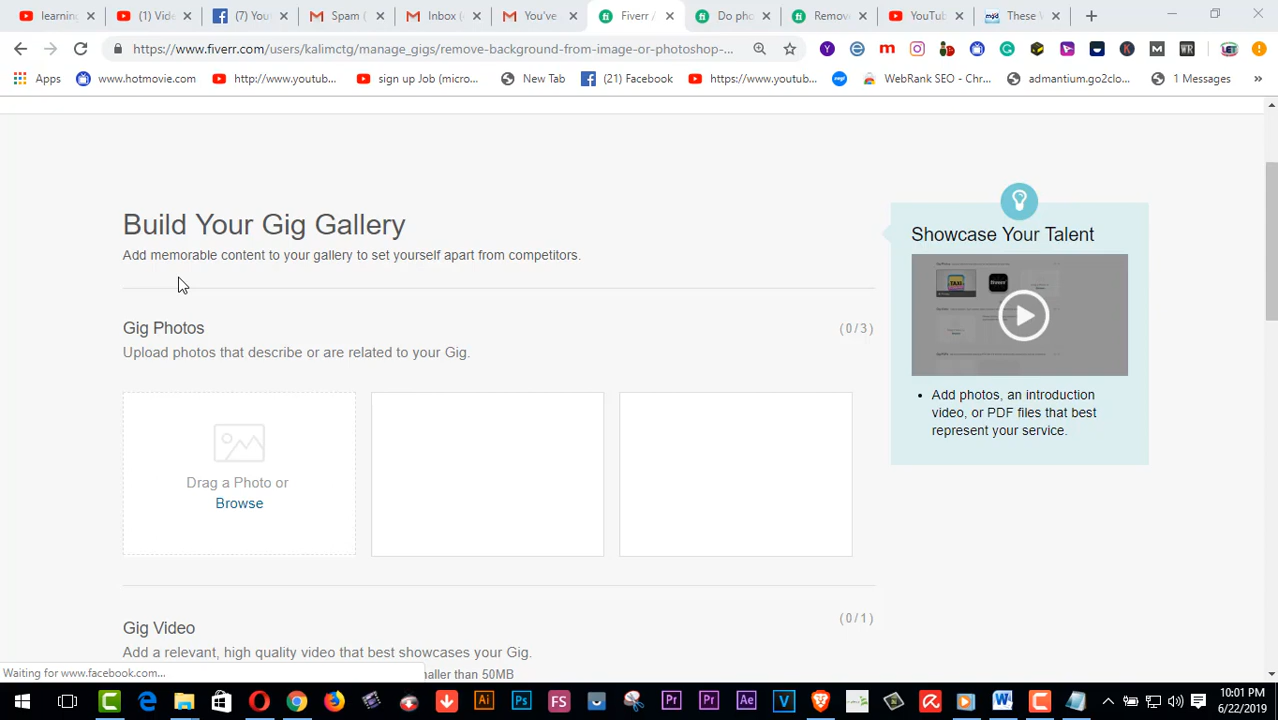 learning
(1) Vide
(7) You
Spam (
Inbox (
You've
Fiverr /
Do pho
Remov
YouTu
These
https://www.fiverr.com/users/kalimctg/manage_gigs/remove-background-from-image-or-photoshop-...
Apps
www.hotmovie.com
http://www.youtub...
sign up Job (micro...
New Tab
(21) Facebook
https://www.youtub...
WebRank SEO - Chr...
admantium.go2clo...
1 Messages
Build Your Gig Gallery
Add memorable content to your gallery to set yourself apart from competitors.
Showcase Your Talent
Gig Photos
(0/3)
Upload photos that describe or are related to your Gig.
Add photos, an introduction
video, or PDF files that best
represent your service.
Drag a Photo or
Browse
Gig Video
(0/1)
Add a relevant, high quality video that best showcases your Gig.
maller than 50MB
Waiting for www.facebook.com...
10:01 PM
6/22/2019